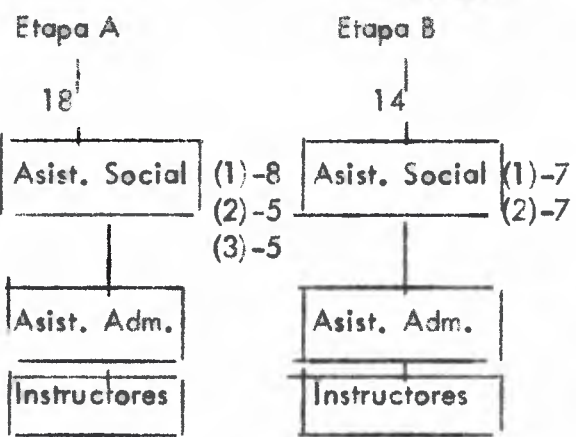 Etapa A Etapa B
18 14
Asist. Social (1)-8 Asist. Social (1)-7
(2)-5 (2)-7
(3)-5
Asist. Adm. Asist. Adm.
Instructores Instructores